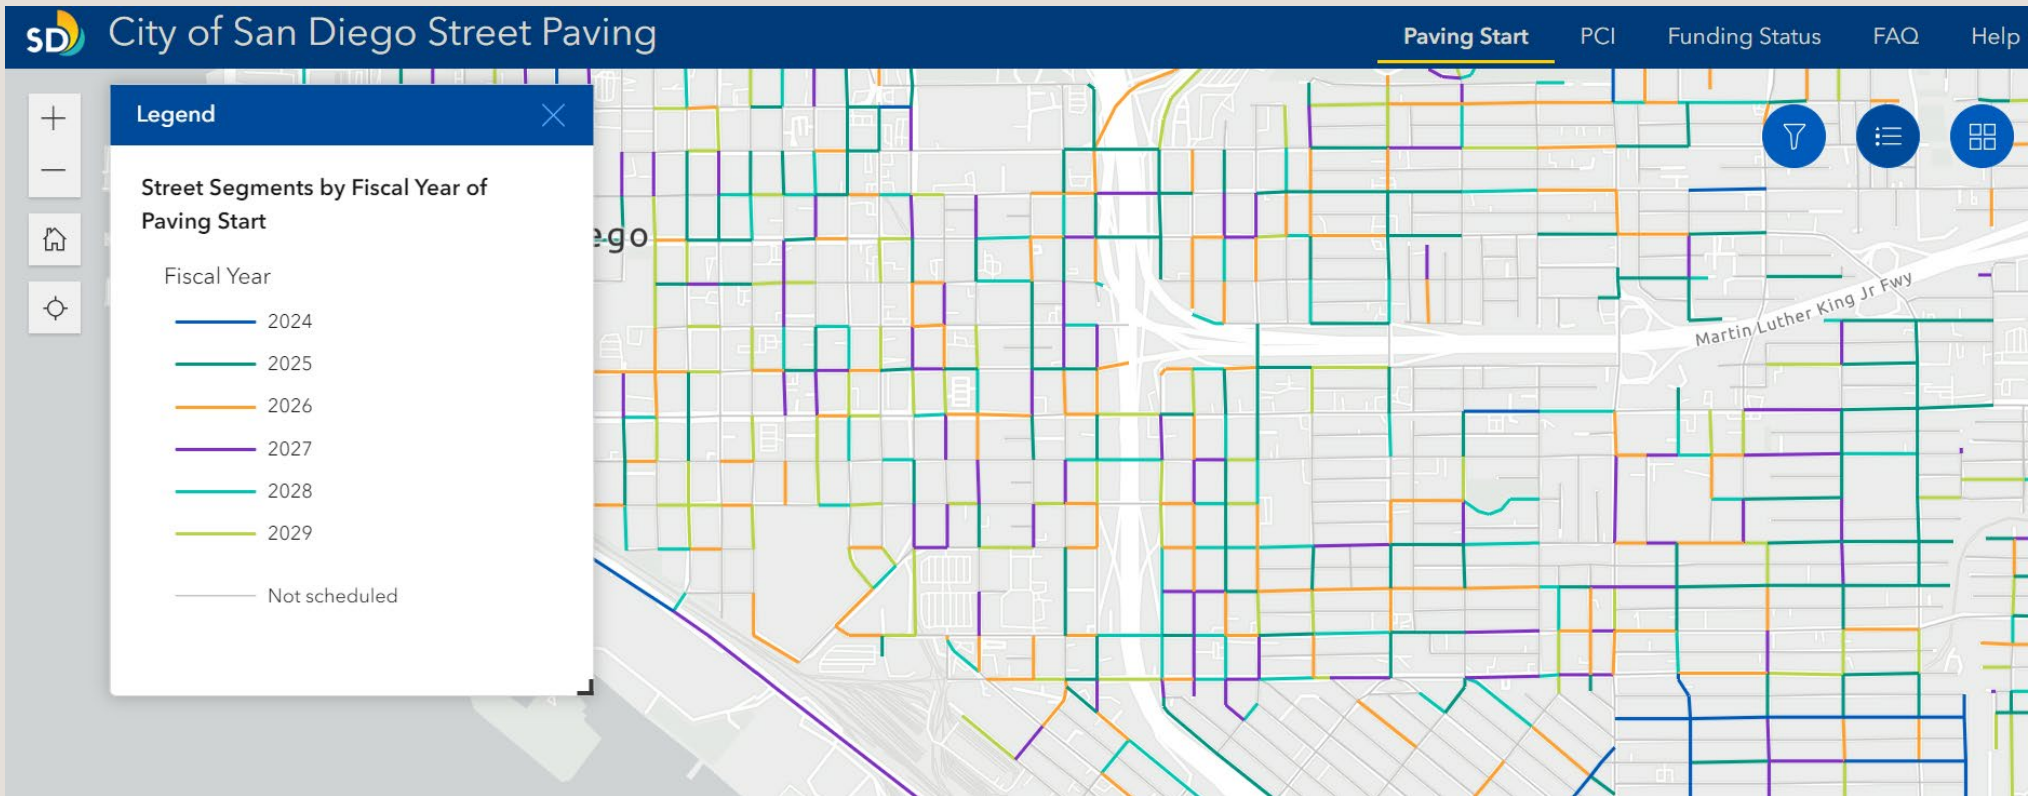 SD
City of San Diego Street Paving
Paving Start
PCI
Funding Status
FAQ
Help
Legend
Street Segments by Fiscal Year of
Paving Start
Fiscal Year
2024
2025
2026
2027
2028
2029
Not scheduled
ego
Martin Luther King Jr Fwy